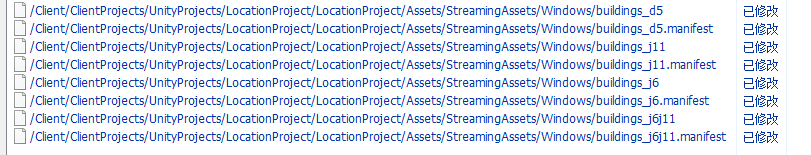 /Client/ClientProjects/UnityProjects/LocationProject/LocationProject/Assets/StreamingAssets/Windows/buildings_d5 已修改
/Client/ClientProjects/UnityProjects/LocationProject/LocationProject/Assets/StreamingAssets/Windows/buildings_d5.manifest 已修改
/Client/ClientProjects/UnityProjects/LocationProject/LocationProject/Assets/StreamingAssets/Windows/buildings_j11 已修改
/Client/ClientProjects/UnityProjects/LocationProject/LocationProject/Assets/StreamingAssets/Windows/buildings_j11.manifest 已修改
/Client/ClientProjects/UnityProjects/LocationProject/LocationProject/Assets/StreamingAssets/Windows/buildings_j6 已修改
/Client/ClientProjects/UnityProjects/LocationProject/LocationProject/Assets/StreamingAssets/Windows/buildings_j6.manifest 已修改
/Client/ClientProjects/UnityProjects/LocationProject/LocationProject/Assets/StreamingAssets/Windows/buildings_j6j11 已修改
/Client/ClientProjects/UnityProjects/LocationProject/LocationProject/Assets/StreamingAssets/Windows/buildings_j6j11.manifest 已修改